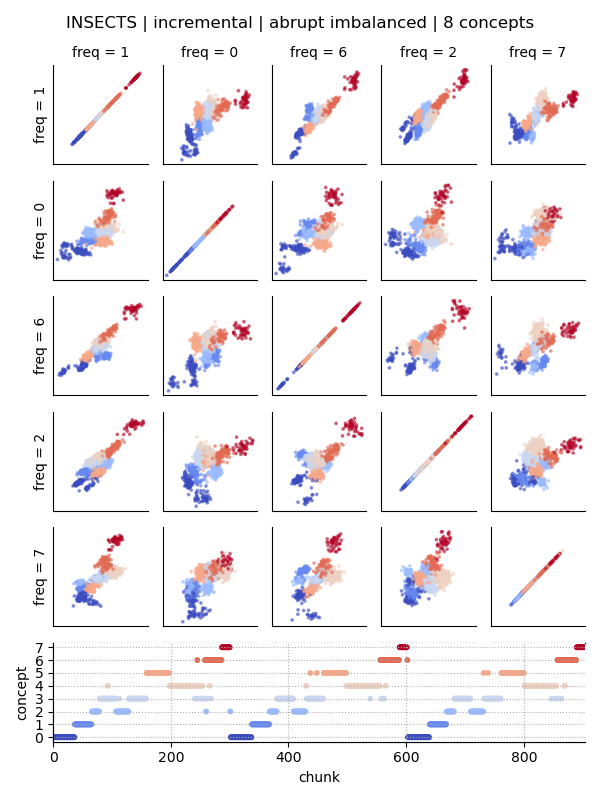 INSECTS | incremental | abrupt imbalanced | 8 concepts
freq = 1 freq = 0 freq = 6 freq = 2 freq = 7
freq = 1
freq = 0
freq = 6
freq = 2
freq = 7
concept
7
6
5
4
3
2
1
0
0 200 400 600 800
chunk